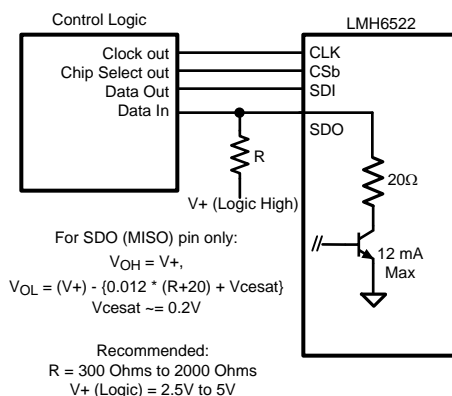 Control Logic
LMH6522
Clock out
Chip Select out
Data Out
Data In
CLK
CSb
SDI
SDO
R
V+ (Logic High)
20Ω
12 mA
Max
For SDO (MISO) pin only:
VOH = V+,
VOL = (V+) - {0.012 * (R+20) + Vcesat}
Vcesat ~= 0.2V
Recommended:
R = 300 Ohms to 2000 Ohms
V+ (Logic) = 2.5V to 5V